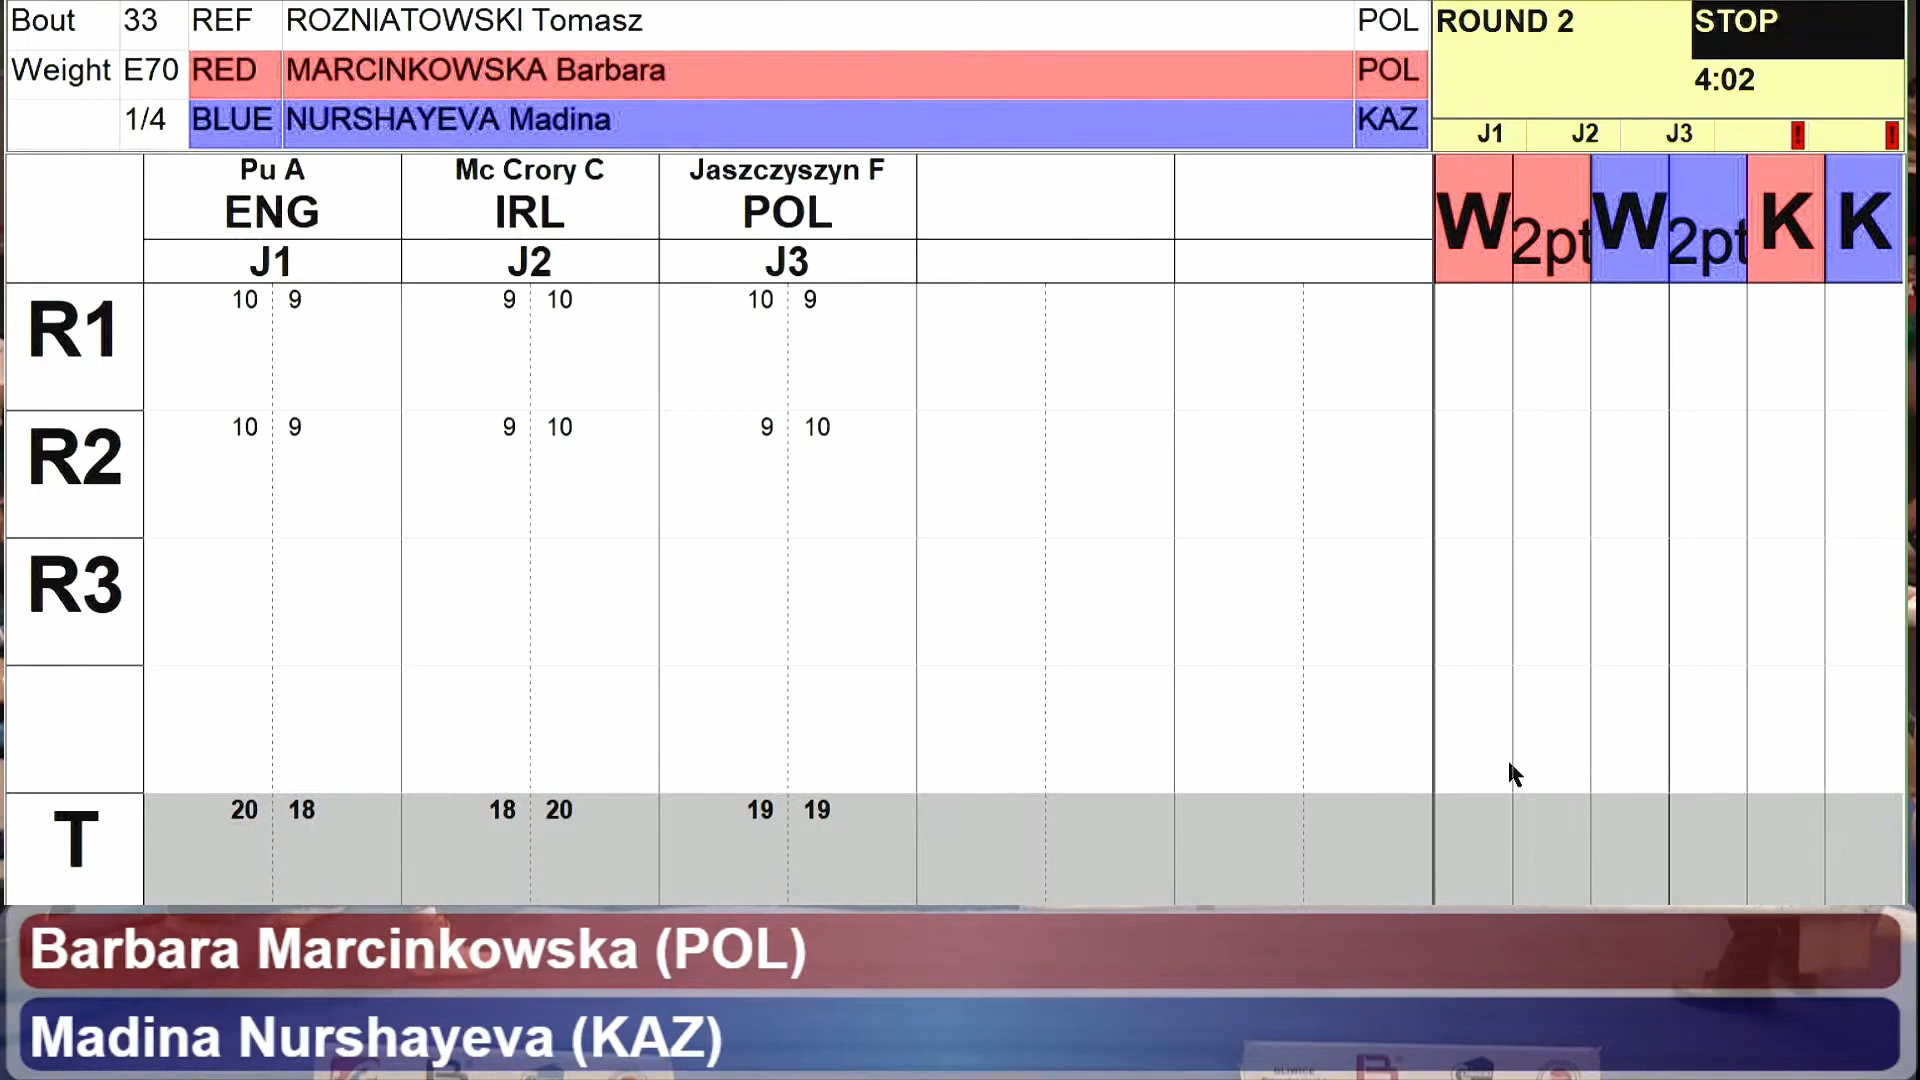 Bout 33 REF ROZNIATOWSKI Tomasz POL ROUND 2 STOP
Weight E70 RED MARCINKOWSKA Barbara POL 4:02
1/4 BLUE NURSHAYEVA Madina KAZ J1 J2 J3 ! !
Pu A Mc Crory C Jaszczyszyn F
ENG IRL POL W 2pt W 2pt K K
J1 J2 J3
R1 10 9 9 10 10 9
R2 10 9 9 10 9 10
R3
T 20 18 18 20 19 19
Barbara Marcinkowska (POL)
Madina Nurshayeva (KAZ)
GLIWICE